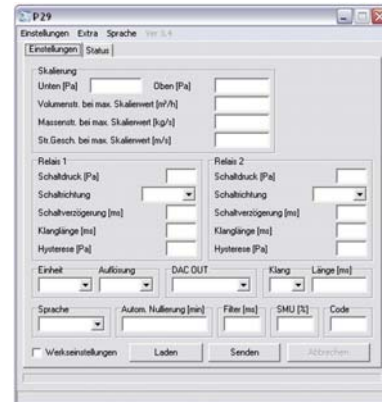 P29
Einstellungen Extra Sprache Ver 5.4
Einstellungen Status
Skalierung
Unten [Pa] Oben [Pa]
Volumenstr. bei max. Skalierwert [m³/h]
Massenstr. bei max. Skalierwert [kg/s]
Str.Gesch. bei max. Skalierwert [m/s]
Relais 1 Relais 2
Schaltdruck [Pa] Schaltdruck [Pa]
Schaltrichtung Schaltrichtung
Schaltverzögerung [ms] Schaltverzögerung [ms]
Klanglänge [ms] Klanglänge [ms]
Hysterese [Pa] Hysterese [Pa]
Einheit Auflösung DAC OUT Klang Länge [ms]
Sprache Autom. Nullierung [min] Filter [ms] SMU [%] Code
Werkseinstellungen Laden Senden Abbrechen